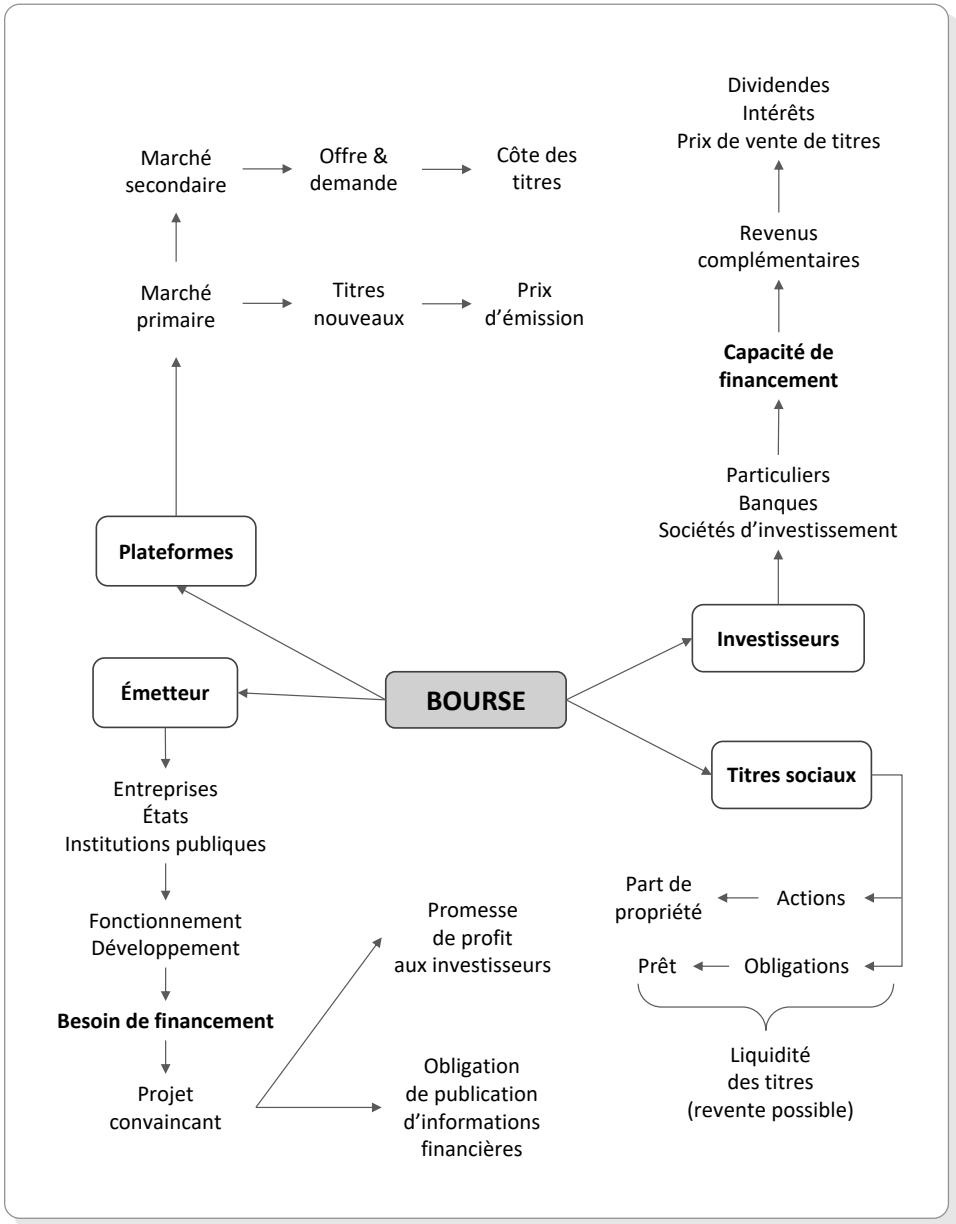 Dividendes
Intérêts
Prix de vente de titres
Marché
secondaire
Offre &
demande
Côte des
titres
Revenus
complémentaires
Marché
primaire
Titres
nouveaux
Prix
d’émission
Capacité de
financement
Particuliers
Banques
Sociétés d’investissement
Plateformes
Investisseurs
Émetteur
BOURSE
Titres sociaux
Entreprises
États
Institutions publiques
Part de
propriété
Actions
Fonctionnement
Développement
Promesse
de profit
aux investisseurs
Prêt
Obligations
Besoin de financement
Projet
convaincant
Obligation
de publication
d’informations
financières
Liquidité
des titres
(revente possible)